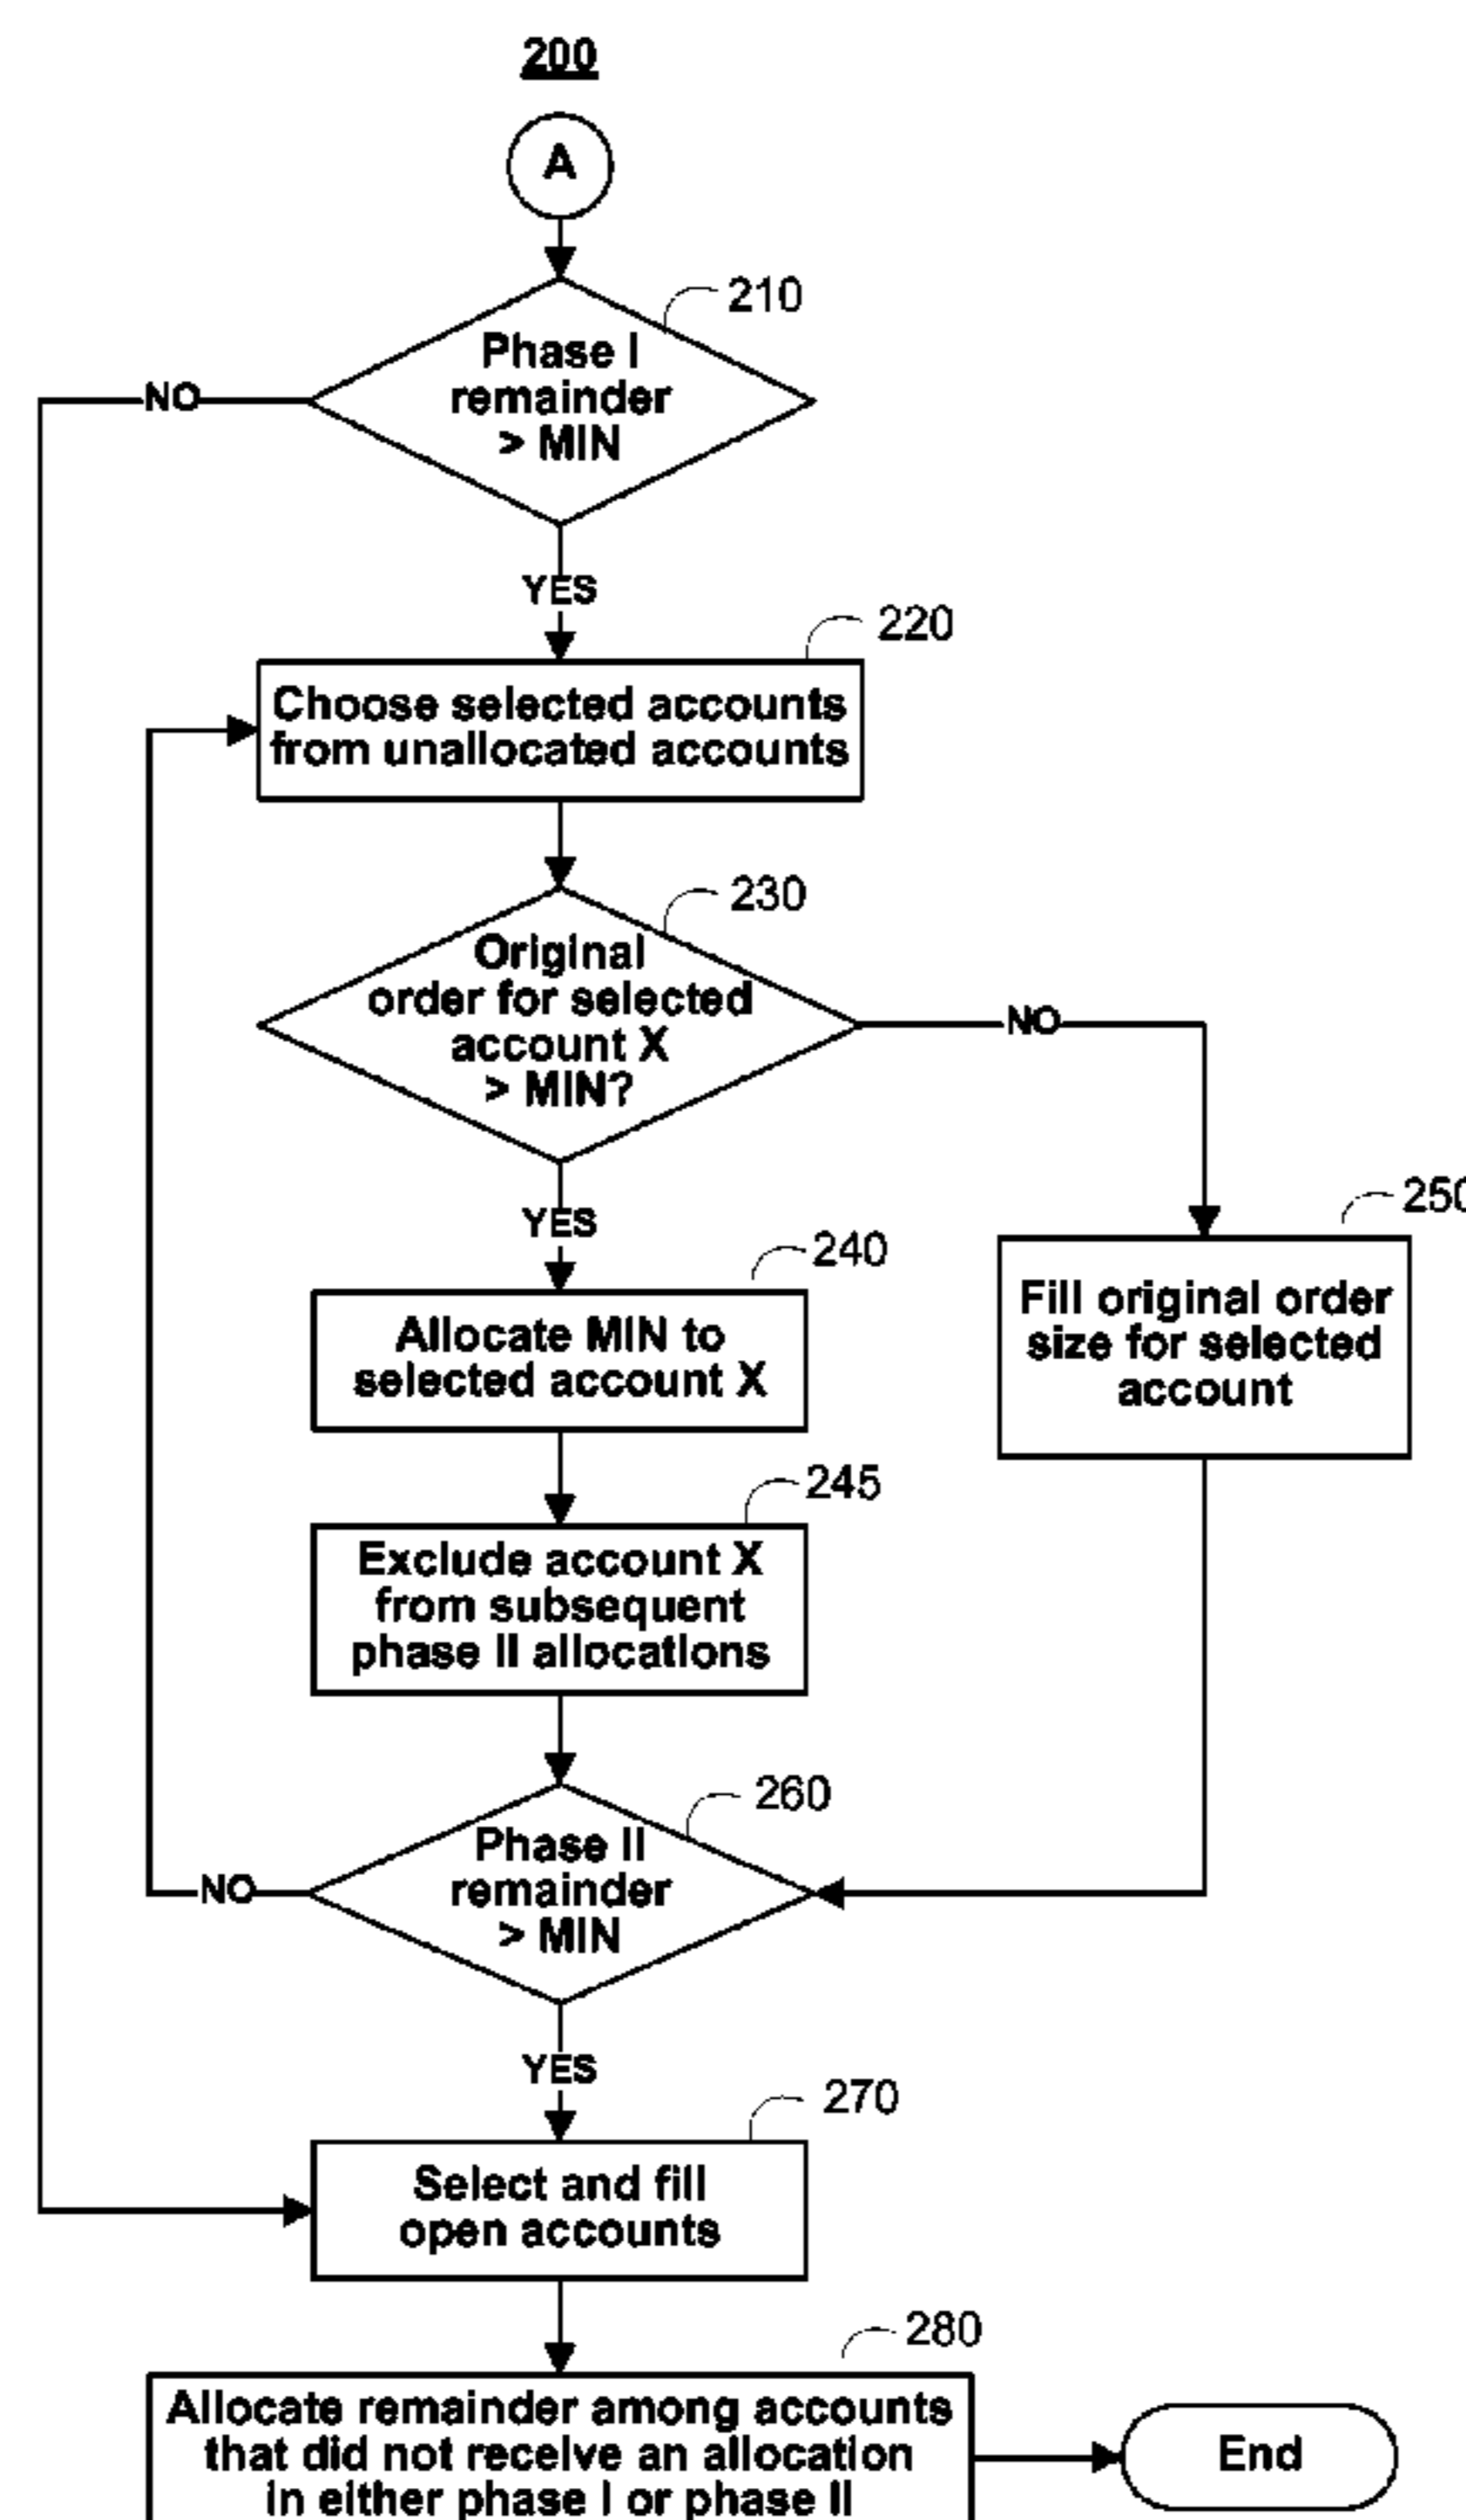 200
A
210
Phase I
remainder
> MIN
NO
YES
220
Choose selected accounts
from unallocated accounts
230
Original
order for selected
account X
> MIN?
NO
YES
240
Allocate MIN to
selected account X
250
Fill original order
size for selected
account
245
Exclude account X
from subsequent
phase II allocations
260
Phase II
remainder
> MIN
NO
YES
270
Select and fill
open accounts
280
Allocate remainder among accounts
that did not receive an allocation
in either phase I or phase II
End